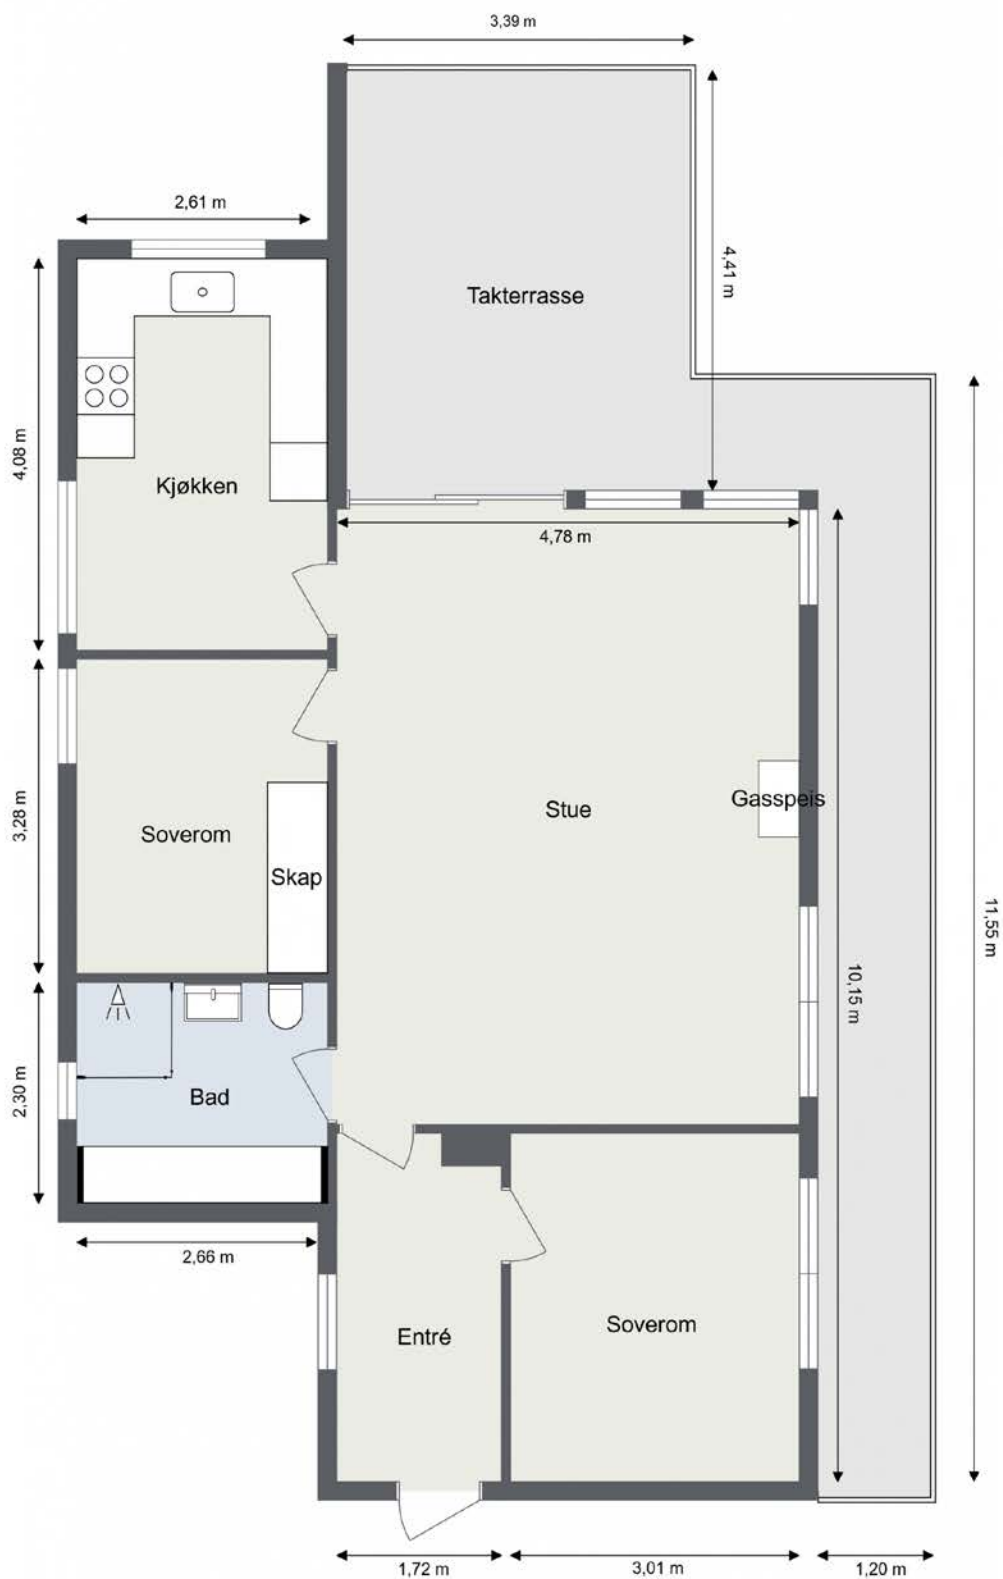 3,39 m
2,61 m
4,41 m
Takterrasse
4,08 m
Kjøkken
4,78 m
Gasspeis
Stue
3,28 m
Soverom
Skap
11,55 m
10,15 m
2,30 m
Bad
2,66 m
Entré
Soverom
1,72 m
3,01 m
1,20 m